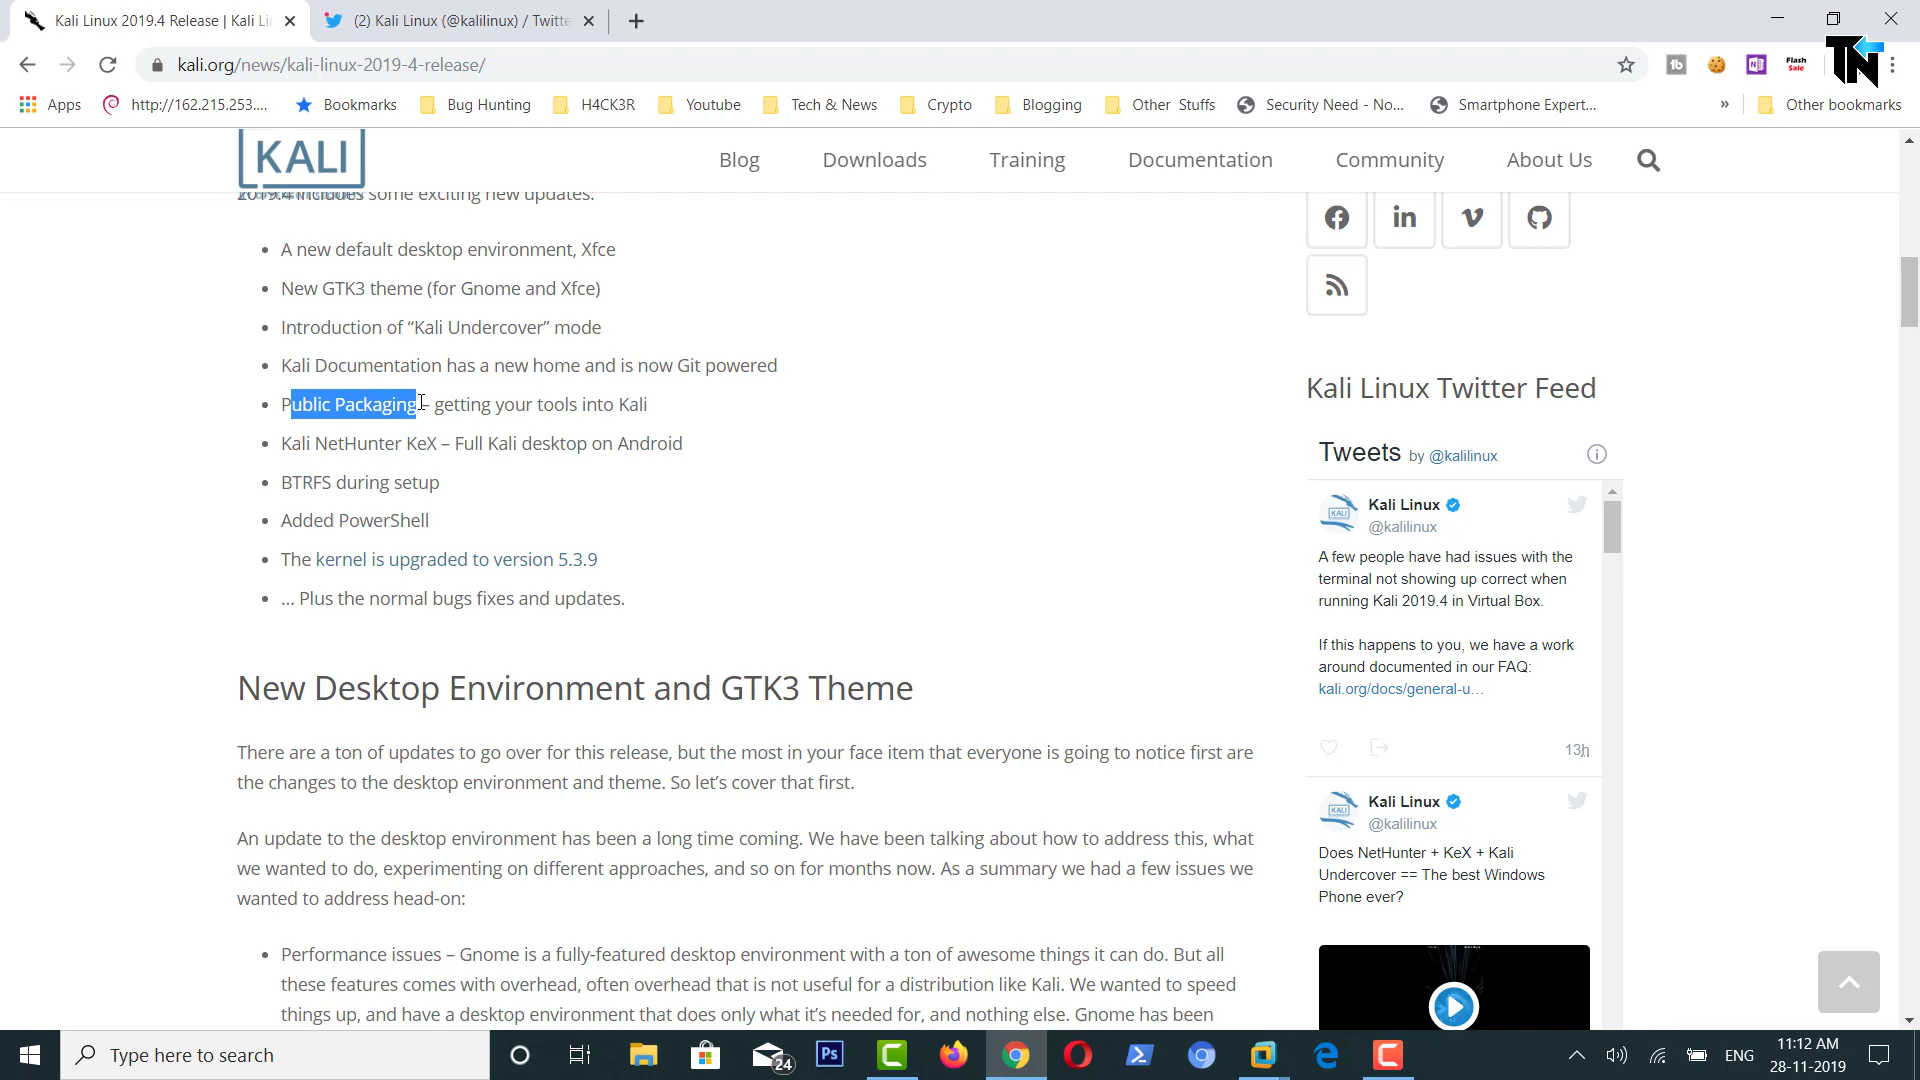 Kali Linux 2019.4 Release | Kali Li
(2) Kali Linux (@kalilinux) / Twitte
kali.org/news/kali-linux-2019-4-release/
Flash Sale
TN
Apps
http://162.215.253....
Bookmarks
Bug Hunting
H4CK3R
Youtube
Tech & News
Crypto
Blogging
Other Stuffs
Security Need - No...
Smartphone Expert...
»
Other bookmarks
KALI
Blog
Downloads
Training
Documentation
Community
About Us
2019.4 includes some exciting new updates:
• A new default desktop environment, Xfce
• New GTK3 theme (for Gnome and Xfce)
• Introduction of “Kali Undercover” mode
• Kali Documentation has a new home and is now Git powered
• Public Packaging – getting your tools into Kali
• Kali NetHunter KeX – Full Kali desktop on Android
• BTRFS during setup
• Added PowerShell
• The kernel is upgraded to version 5.3.9
• … Plus the normal bugs fixes and updates.
New Desktop Environment and GTK3 Theme
There are a ton of updates to go over for this release, but the most in your face item that everyone is going to notice first are
the changes to the desktop environment and theme. So let’s cover that first.
An update to the desktop environment has been a long time coming. We have been talking about how to address this, what
we wanted to do, experimenting on different approaches, and so on for months now. As a summary we had a few issues we
wanted to address head-on:
• Performance issues – Gnome is a fully-featured desktop environment with a ton of awesome things it can do. But all
these features comes with overhead, often overhead that is not useful for a distribution like Kali. We wanted to speed
things up, and have a desktop environment that does only what it’s needed for, and nothing else. Gnome has been
Kali Linux Twitter Feed
Tweets by @kalilinux
Kali Linux
@kalilinux
A few people have had issues with the
terminal not showing up correct when
running Kali 2019.4 in Virtual Box.
If this happens to you, we have a work
around documented in our FAQ:
kali.org/docs/general-u…
13h
Kali Linux
@kalilinux
Does NetHunter + KeX + Kali
Undercover == The best Windows
Phone ever?
Type here to search
24
Ps
ENG
11:12 AM
28-11-2019